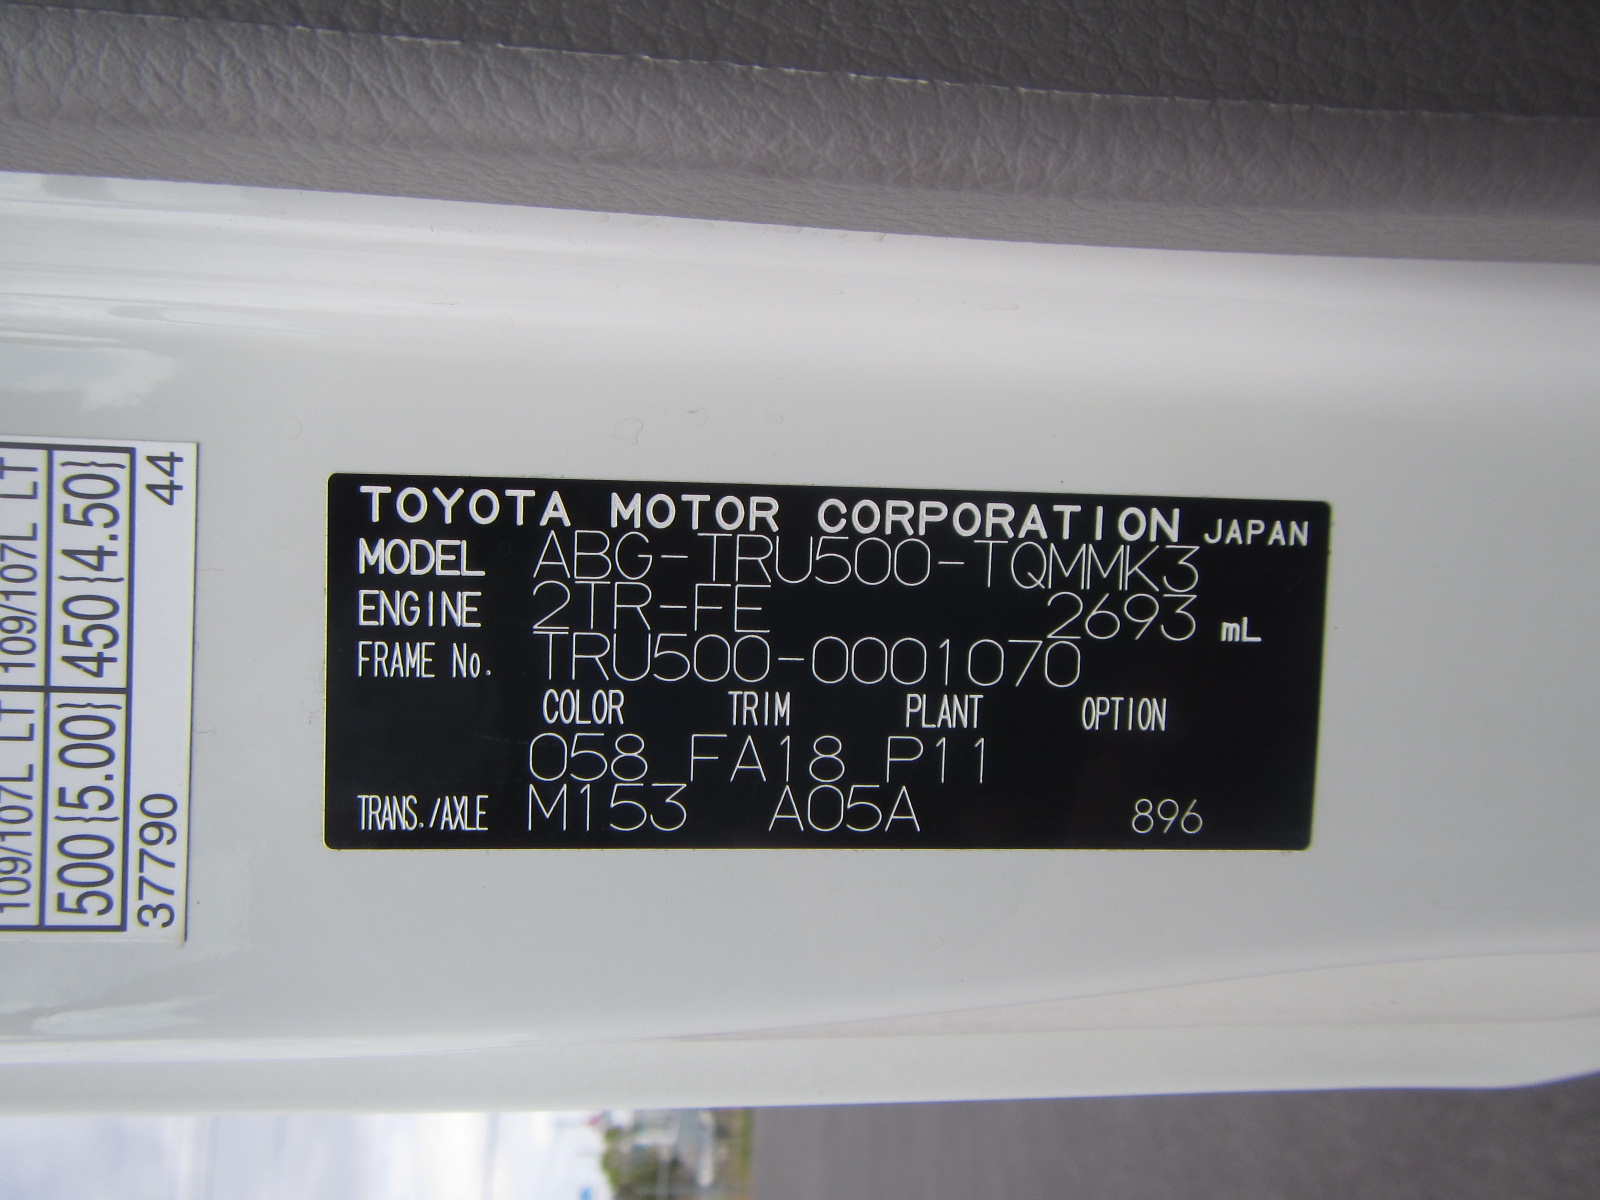 TOYOTA MOTOR CORPORATION JAPAN
MODEL ABG-TRU500-TQMMK3
ENGINE 2TR-FE 2693 mL
FRAME No. TRU500-0001070
COLOR TRIM PLANT OPTION
058 FA18 P11
TRANS./AXLE M153 A05A 896
109/107L LT 109/107L LT
500{5.00} 450{4.50}
37790 44